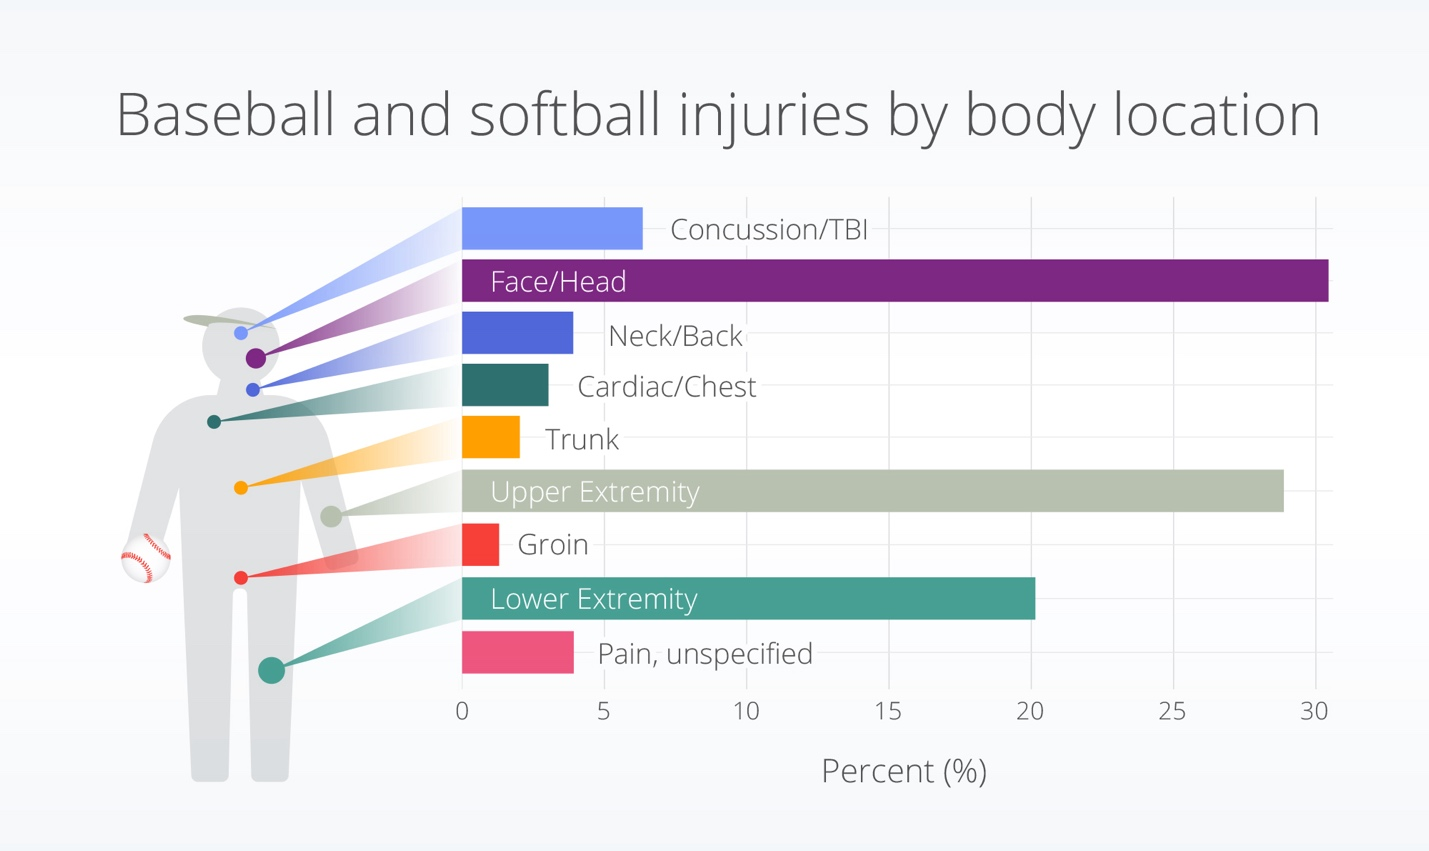 Baseball and softball injuries by body location
Concussion/TBI
Face/Head
Neck/Back
Cardiac/Chest
Trunk
Upper Extremity
Groin
Lower Extremity
Pain, unspecified
0 5 10 15 20 25 30
Percent (%)